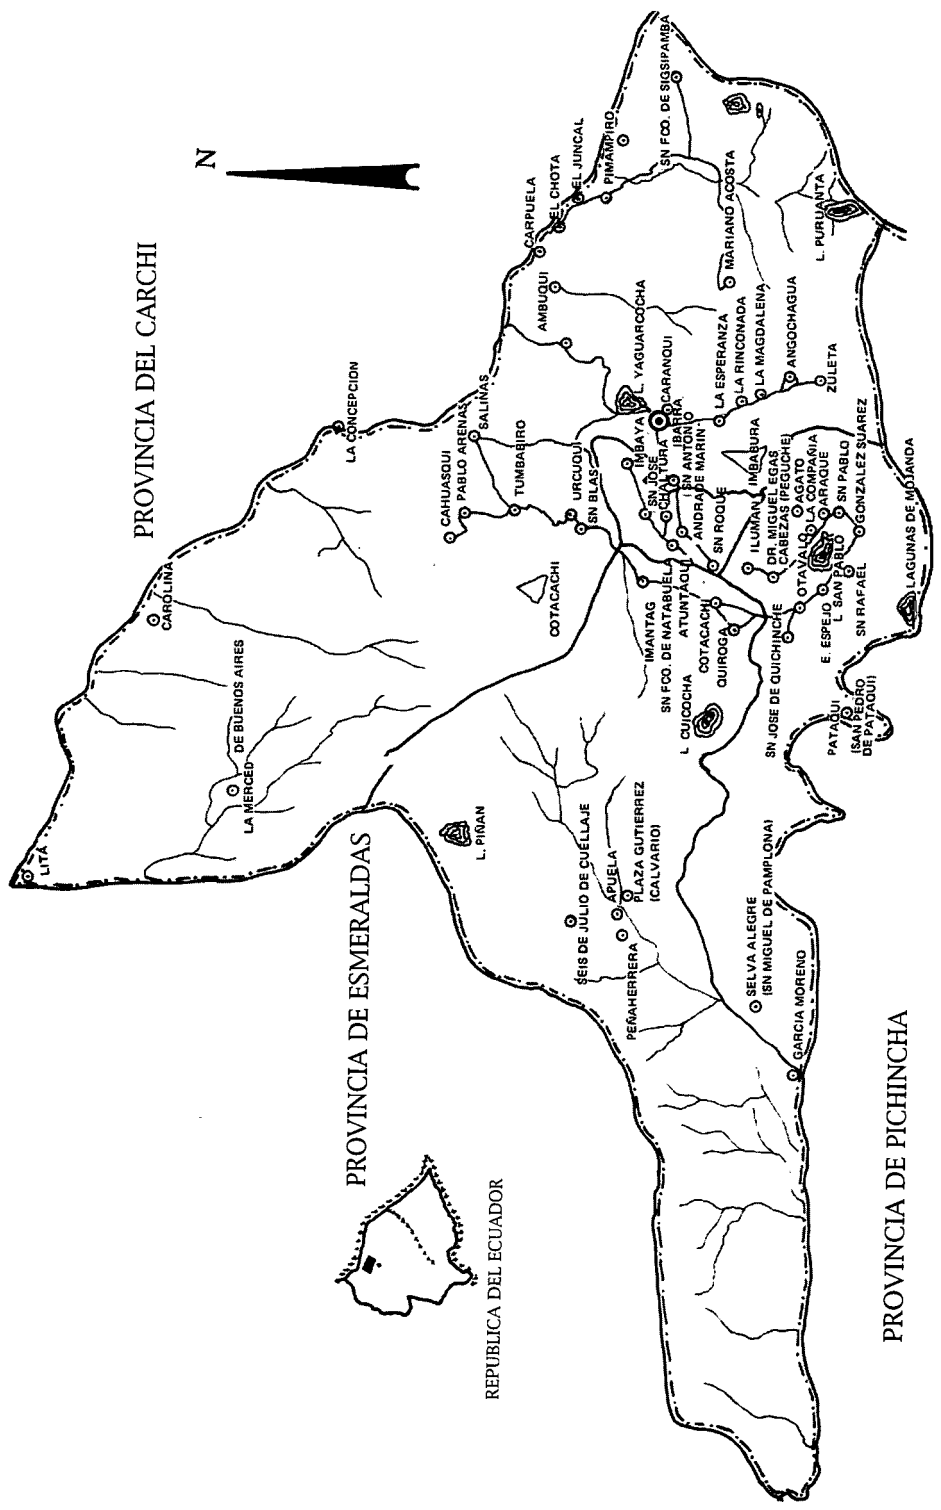 N
PROVINCIA DEL CARCHI
PROVINCIA DE ESMERALDAS
REPUBLICA DEL ECUADOR
PROVINCIA DE PICHINCHA
LITA
CAROLINA
LA MERCED DE BUENOS AIRES
LA CONCEPCION
L. PIÑAN
CAHUASQUI
PABLO ARENAS
SALINAS
TUMBABIRO
URCUQUI
SN BLAS
COTACACHI
AMBUQUI
CARPUELA
EL CHOTA
EL JUNCAL
PIMAMPIRO
SN FCO. DE SIGSIPAMBA
MARIANO ACOSTA
L. PURUANTA
L. YAGUARCOCHA
CARANQUI
IBARRA
IMBAYA
SN JOSE
CHALTURA
SN ANTONIO
ANDRADE MARIN
SN ROQUE
LA ESPERANZA
LA RINCONADA
LA MAGDALENA
ANGOCHAGUA
ZULETA
IMBABURA
ILUMAN
DR. MIGUEL EGAS
CABEZAS (PEGUCHE)
AGATO
LA COMPAÑIA
ARAQUE
SN PABLO
GONZALEZ SUAREZ
OTAVALO
L. SAN PABLO
E. ESPEJO
SN RAFAEL
LAGUNAS DE MOJANDA
IMANTAG
SN FCO. DE NATABUELA
ATUNTAQUI
COTACACHI
QUIROGA
L. CUICOCHA
SN JOSE DE QUICHINCHE
PATAQUI
(SAN PEDRO
DE PATAQUI)
SEIS DE JULIO DE CUELLAJE
APUELA
PLAZA GUTIERREZ
(CALVARIO)
PEÑAHERRERA
SELVA ALEGRE
(SN MIGUEL DE PAMPLONA)
GARCIA MORENO